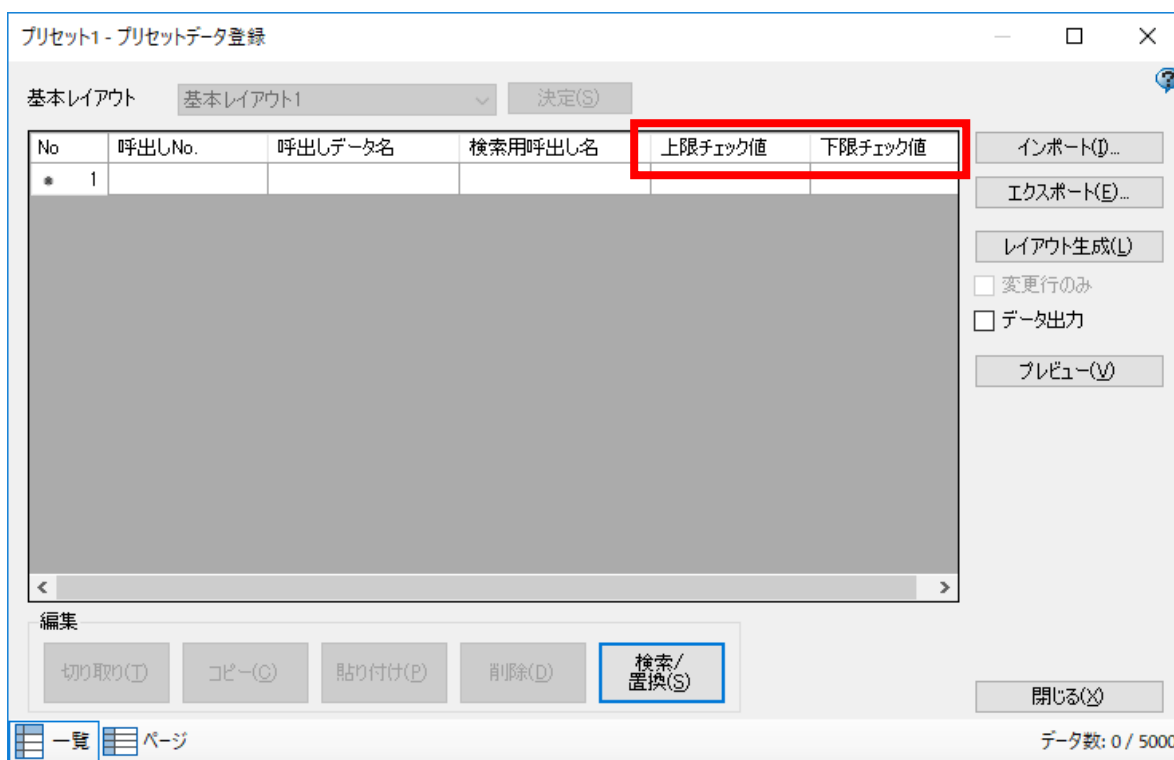 プリセット1 - プリセットデータ登録
基本レイアウト 基本レイアウト1 決定(S)
No 呼出しNo. 呼出しデータ名 検索用呼出し名 上限チェック値 下限チェック値
* 1
インポート(I)...
エクスポート(E)...
レイアウト生成(L)
変更行のみ
データ出力
プレビュー(V)
編集
切り取り(T) コピー(C) 貼り付け(P) 削除(D) 検索/
置換(S)
閉じる(X)
一覧 ページ データ数: 0 / 5000